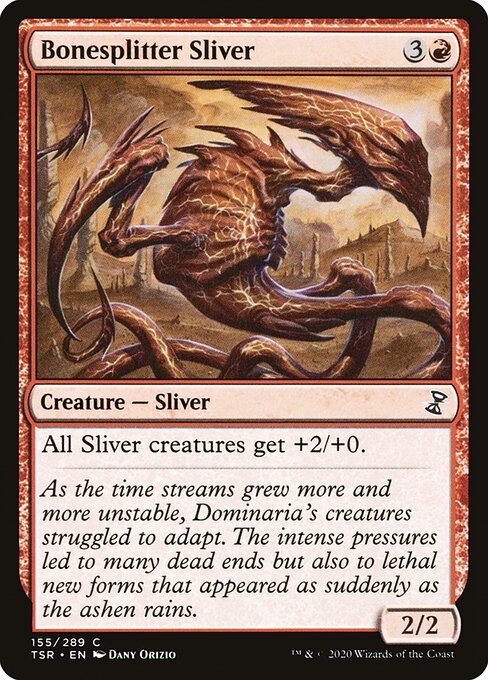 Bonesplitter Sliver 3
Creature — Sliver
All Sliver creatures get +2/+0.
As the time streams grew more and
more unstable, Dominaria's creatures
struggled to adapt. The intense pressures
led to many dead ends but also to lethal
new forms that appeared as suddenly as
the ashen rains.
2/2
155/289 C
TSR • EN Dany Orizio
™ & © 2020 Wizards of the Coast